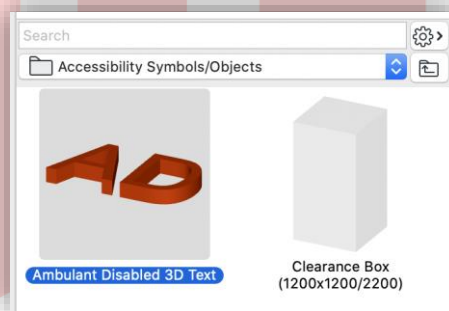 Search
Accessibility Symbols/Objects
AD
Ambulant Disabled 3D Text
Clearance Box
(1200x1200/2200)